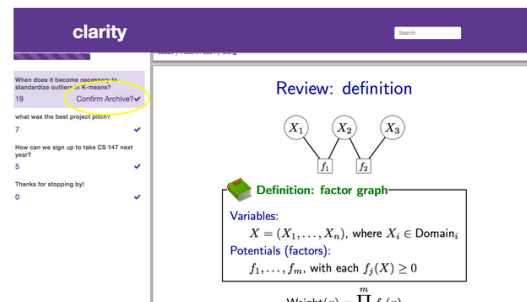 clarity
Search
When does it become necessary to
standardize outliers in K-means?
19 Confirm Archive?✔
what was the best project pitch?
7 ✔
How can we sign up to take CS 147 next
year?
5 ✔
Thanks for stopping by!
0 ✔
Review: definition
X₁ X₂ X₃
f₁ f₂
Definition: factor graph
Variables:
X = (X₁, . . . , Xₙ), where Xᵢ ∈ Domainᵢ
Potentials (factors):
f₁, . . . , fₘ, with each fⱼ(X) ≥ 0